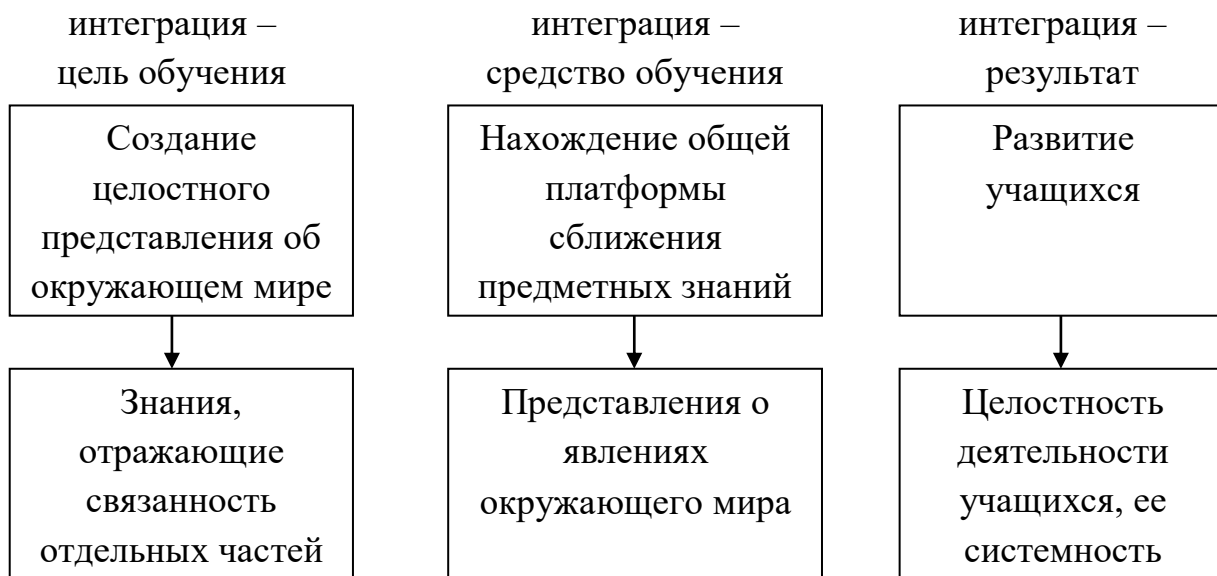 интеграция –
цель обучения
Создание
целостного
представления об
окружающем мире
Знания,
отражающие
связанность
отдельных частей
интеграция –
средство обучения
Нахождение общей
платформы
сближения
предметных знаний
Представления о
явлениях
окружающего мира
интеграция –
результат
Развитие
учащихся
Целостность
деятельности
учащихся, ее
системность